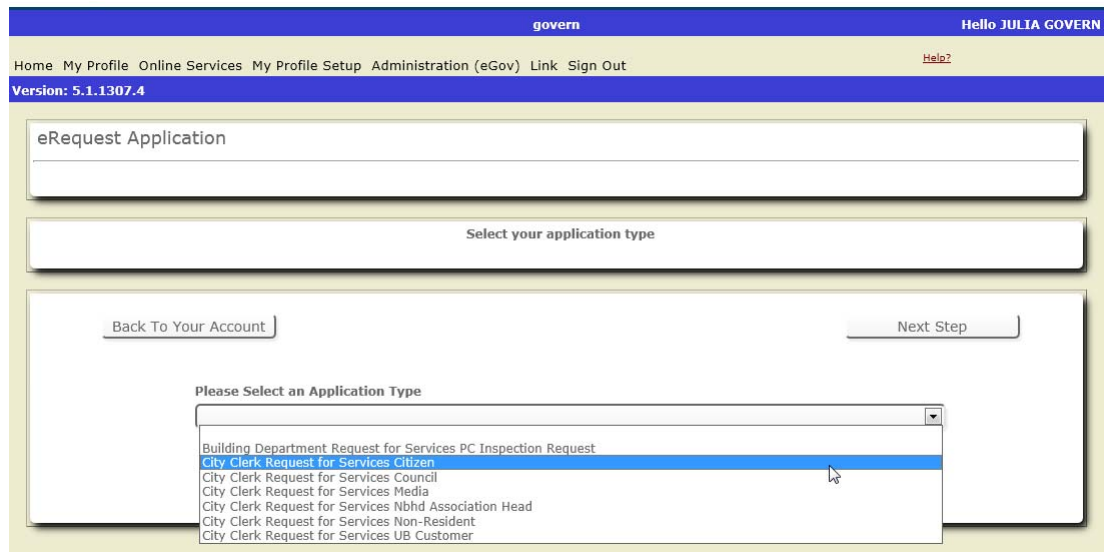 govern
Hello JULIA GOVERN
Home My Profile Online Services My Profile Setup Administration (eGov) Link Sign Out
Help?
Version: 5.1.1307.4
eRequest Application
Select your application type
Back To Your Account
Next Step
Please Select an Application Type
Building Department Request for Services PC Inspection Request
City Clerk Request for Services Citizen
City Clerk Request for Services Council
City Clerk Request for Services Media
City Clerk Request for Services Nbhd Association Head
City Clerk Request for Services Non-Resident
City Clerk Request for Services UB Customer